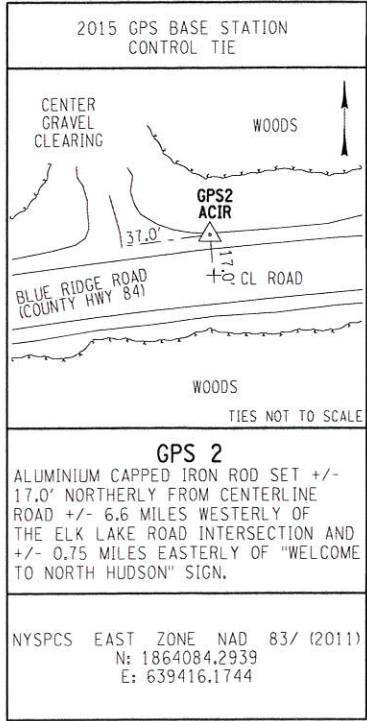 2015 GPS BASE STATION
CONTROL TIE
CENTER
GRAVEL
CLEARING
WOODS
GPS2
ACIR
37.0'
17.0'
CL ROAD
BLUE RIDGE ROAD
(COUNTY HWY 84)
WOODS
TIES NOT TO SCALE
GPS 2
ALUMINIUM CAPPED IRON ROD SET +/-
17.0' NORTHERLY FROM CENTERLINE
ROAD +/- 6.6 MILES WESTERLY OF
THE ELK LAKE ROAD INTERSECTION AND
+/- 0.75 MILES EASTERLY OF "WELCOME
TO NORTH HUDSON" SIGN.
NYSPCS EAST ZONE NAD 83/ (2011)
N: 1864084.2939
E: 639416.1744